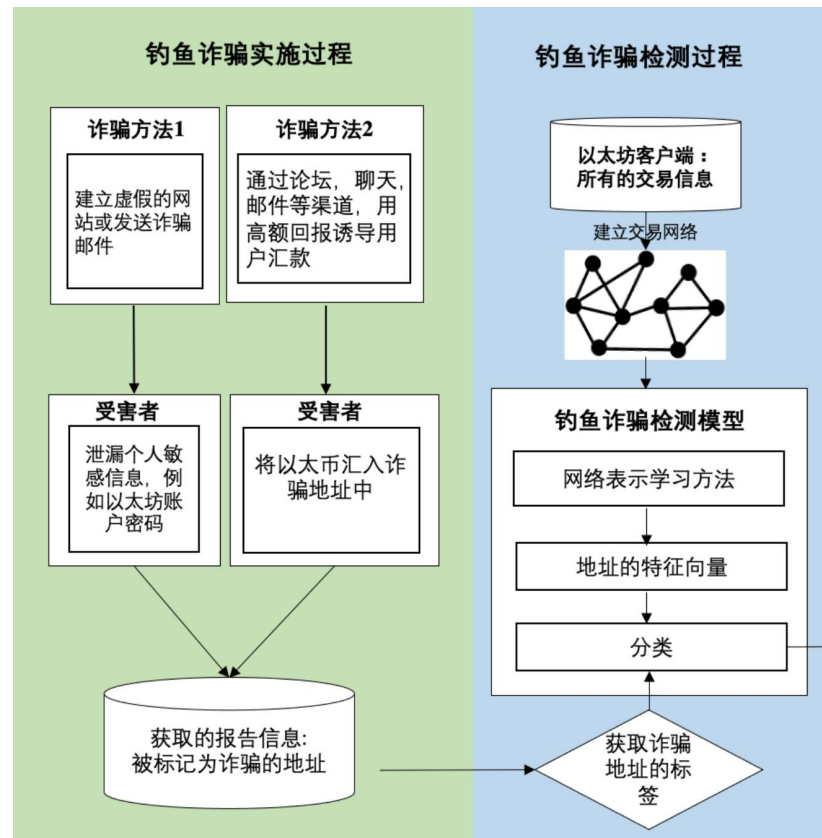 钓鱼诈骗实施过程
诈骗方法1
建立虚假的网
站或发送诈骗
邮件
诈骗方法2
通过论坛，聊天，
邮件等渠道，用
高额回报诱导用
户汇款
受害者
泄漏个人敏
感信息，例
如以太坊账
户密码
受害者
将以太币汇入诈
骗地址中
获取的报告信息:
被标记为诈骗的地址
钓鱼诈骗检测过程
以太坊客户端：
所有的交易信息
建立交易网络
钓鱼诈骗检测模型
网络表示学习方法
地址的特征向量
分类
获取诈骗
地址的标
签